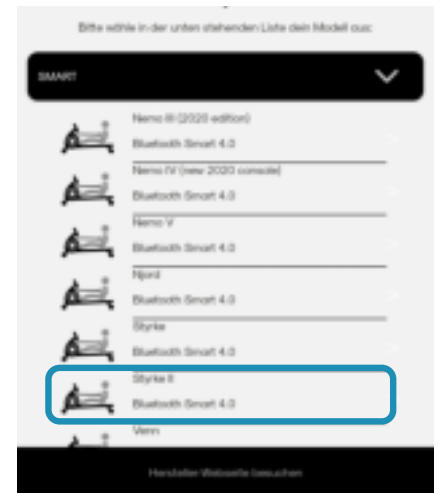 Bitte wähle in der unten stehenden Liste dein Modell aus:
SMART
Nemo III (2020 edition)
Bluetooth Smart 4.0
Nemo IV (new 2020 console)
Bluetooth Smart 4.0
Nemo V
Bluetooth Smart 4.0
Njord
Bluetooth Smart 4.0
Styrke
Bluetooth Smart 4.0
Styrke II
Bluetooth Smart 4.0
Venn
Hersteller-Webseite besuchen